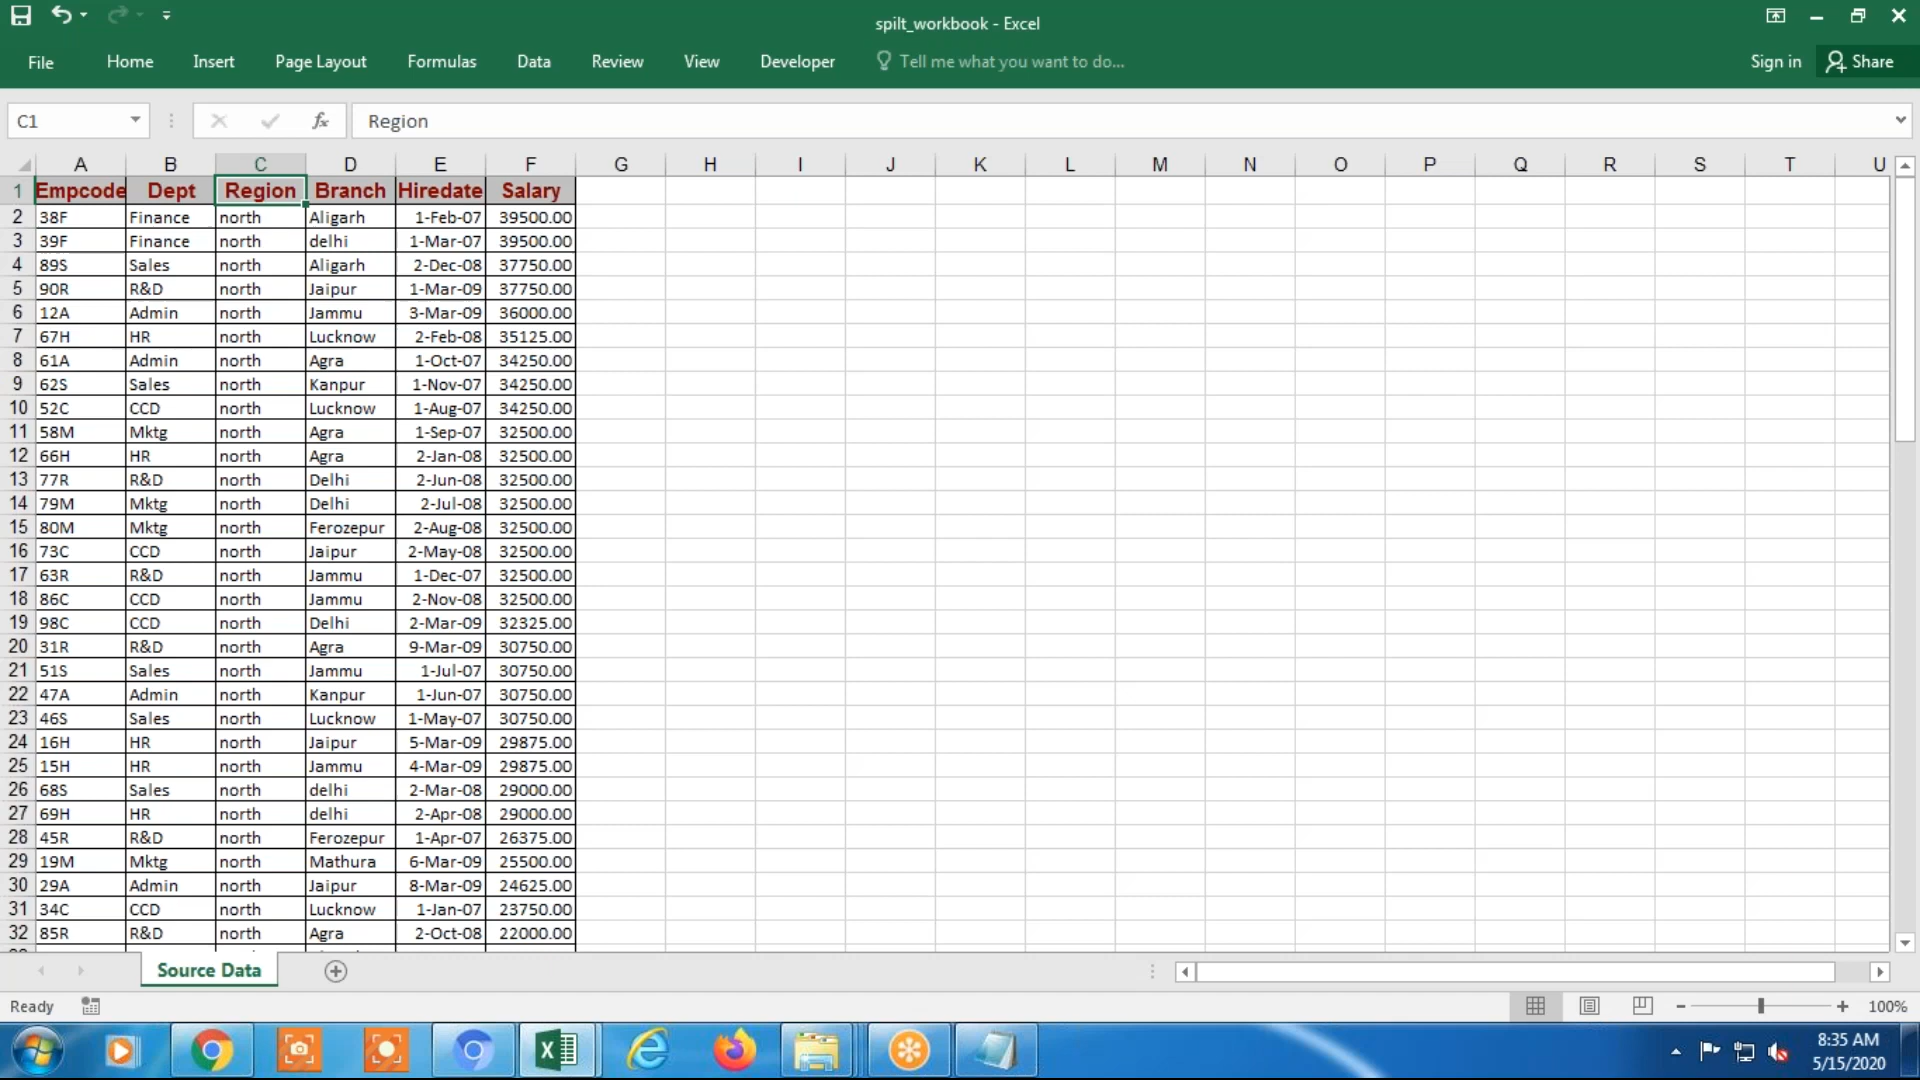 spilt_workbook - Excel
File Home Insert Page Layout Formulas Data Review View Developer Tell me what you want to do... Sign in Share
C1 fx Region
A B C D E F G H I J K L M N O P Q R S T U
1 Empcode Dept Region Branch Hiredate Salary
2 38F Finance north Aligarh 1-Feb-07 39500.00
3 39F Finance north delhi 1-Mar-07 39500.00
4 89S Sales north Aligarh 2-Dec-08 37750.00
5 90R R&D north Jaipur 1-Mar-09 37750.00
6 12A Admin north Jammu 3-Mar-09 36000.00
7 67H HR north Lucknow 2-Feb-08 35125.00
8 61A Admin north Agra 1-Oct-07 34250.00
9 62S Sales north Kanpur 1-Nov-07 34250.00
10 52C CCD north Lucknow 1-Aug-07 34250.00
11 58M Mktg north Agra 1-Sep-07 32500.00
12 66H HR north Agra 2-Jan-08 32500.00
13 77R R&D north Delhi 2-Jun-08 32500.00
14 79M Mktg north Delhi 2-Jul-08 32500.00
15 80M Mktg north Ferozepur 2-Aug-08 32500.00
16 73C CCD north Jaipur 2-May-08 32500.00
17 63R R&D north Jammu 1-Dec-07 32500.00
18 86C CCD north Jammu 2-Nov-08 32500.00
19 98C CCD north Delhi 2-Mar-09 32325.00
20 31R R&D north Agra 9-Mar-09 30750.00
21 51S Sales north Jammu 1-Jul-07 30750.00
22 47A Admin north Kanpur 1-Jun-07 30750.00
23 46S Sales north Lucknow 1-May-07 30750.00
24 16H HR north Jaipur 5-Mar-09 29875.00
25 15H HR north Jammu 4-Mar-09 29875.00
26 68S Sales north delhi 2-Mar-08 29000.00
27 69H HR north delhi 2-Apr-08 29000.00
28 45R R&D north Ferozepur 1-Apr-07 26375.00
29 19M Mktg north Mathura 6-Mar-09 25500.00
30 29A Admin north Jaipur 8-Mar-09 24625.00
31 34C CCD north Lucknow 1-Jan-07 23750.00
32 85R R&D north Agra 2-Oct-08 22000.00
Source Data
Ready 100%
8:35 AM
5/15/2020